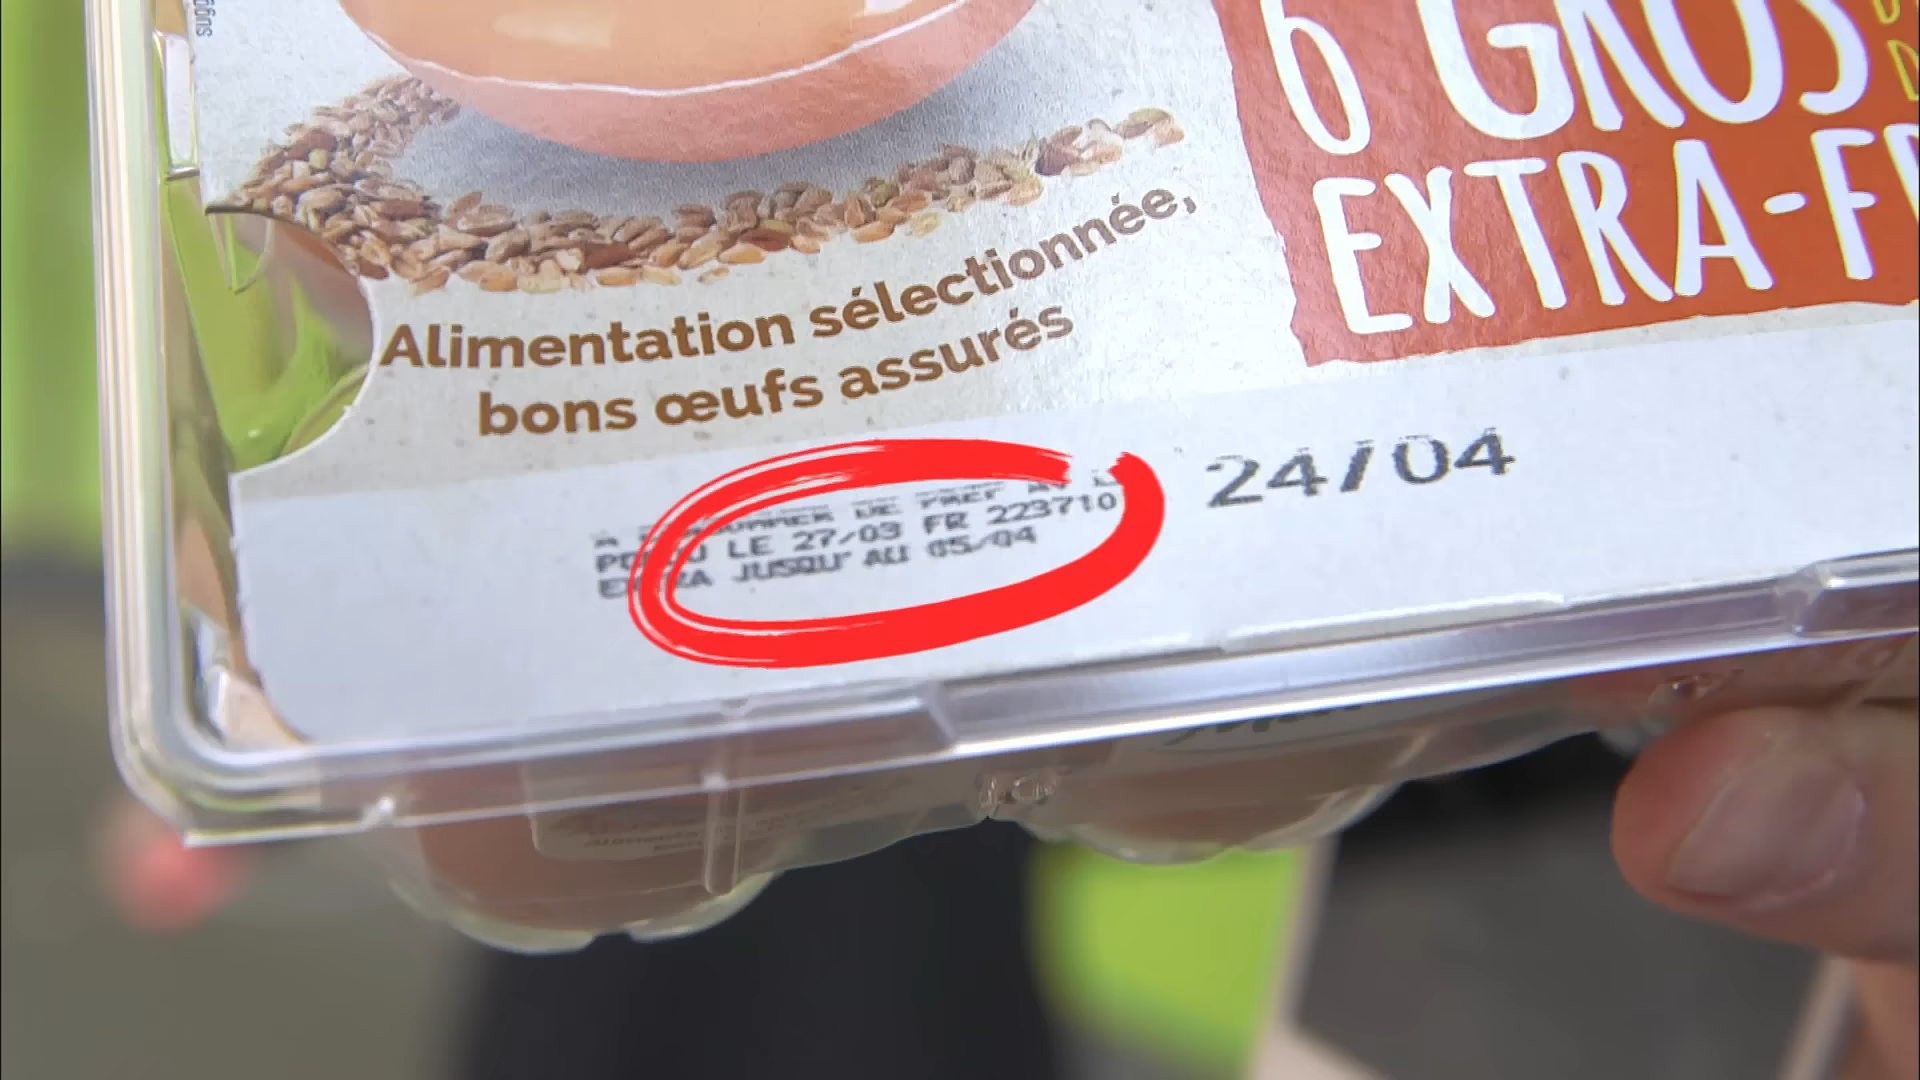 6 GROS
EXTRA-F
Alimentation sélectionnée,
bons œufs assurés
24/04
LE 27/03 FR 223710
JUSQU' AU 05/04